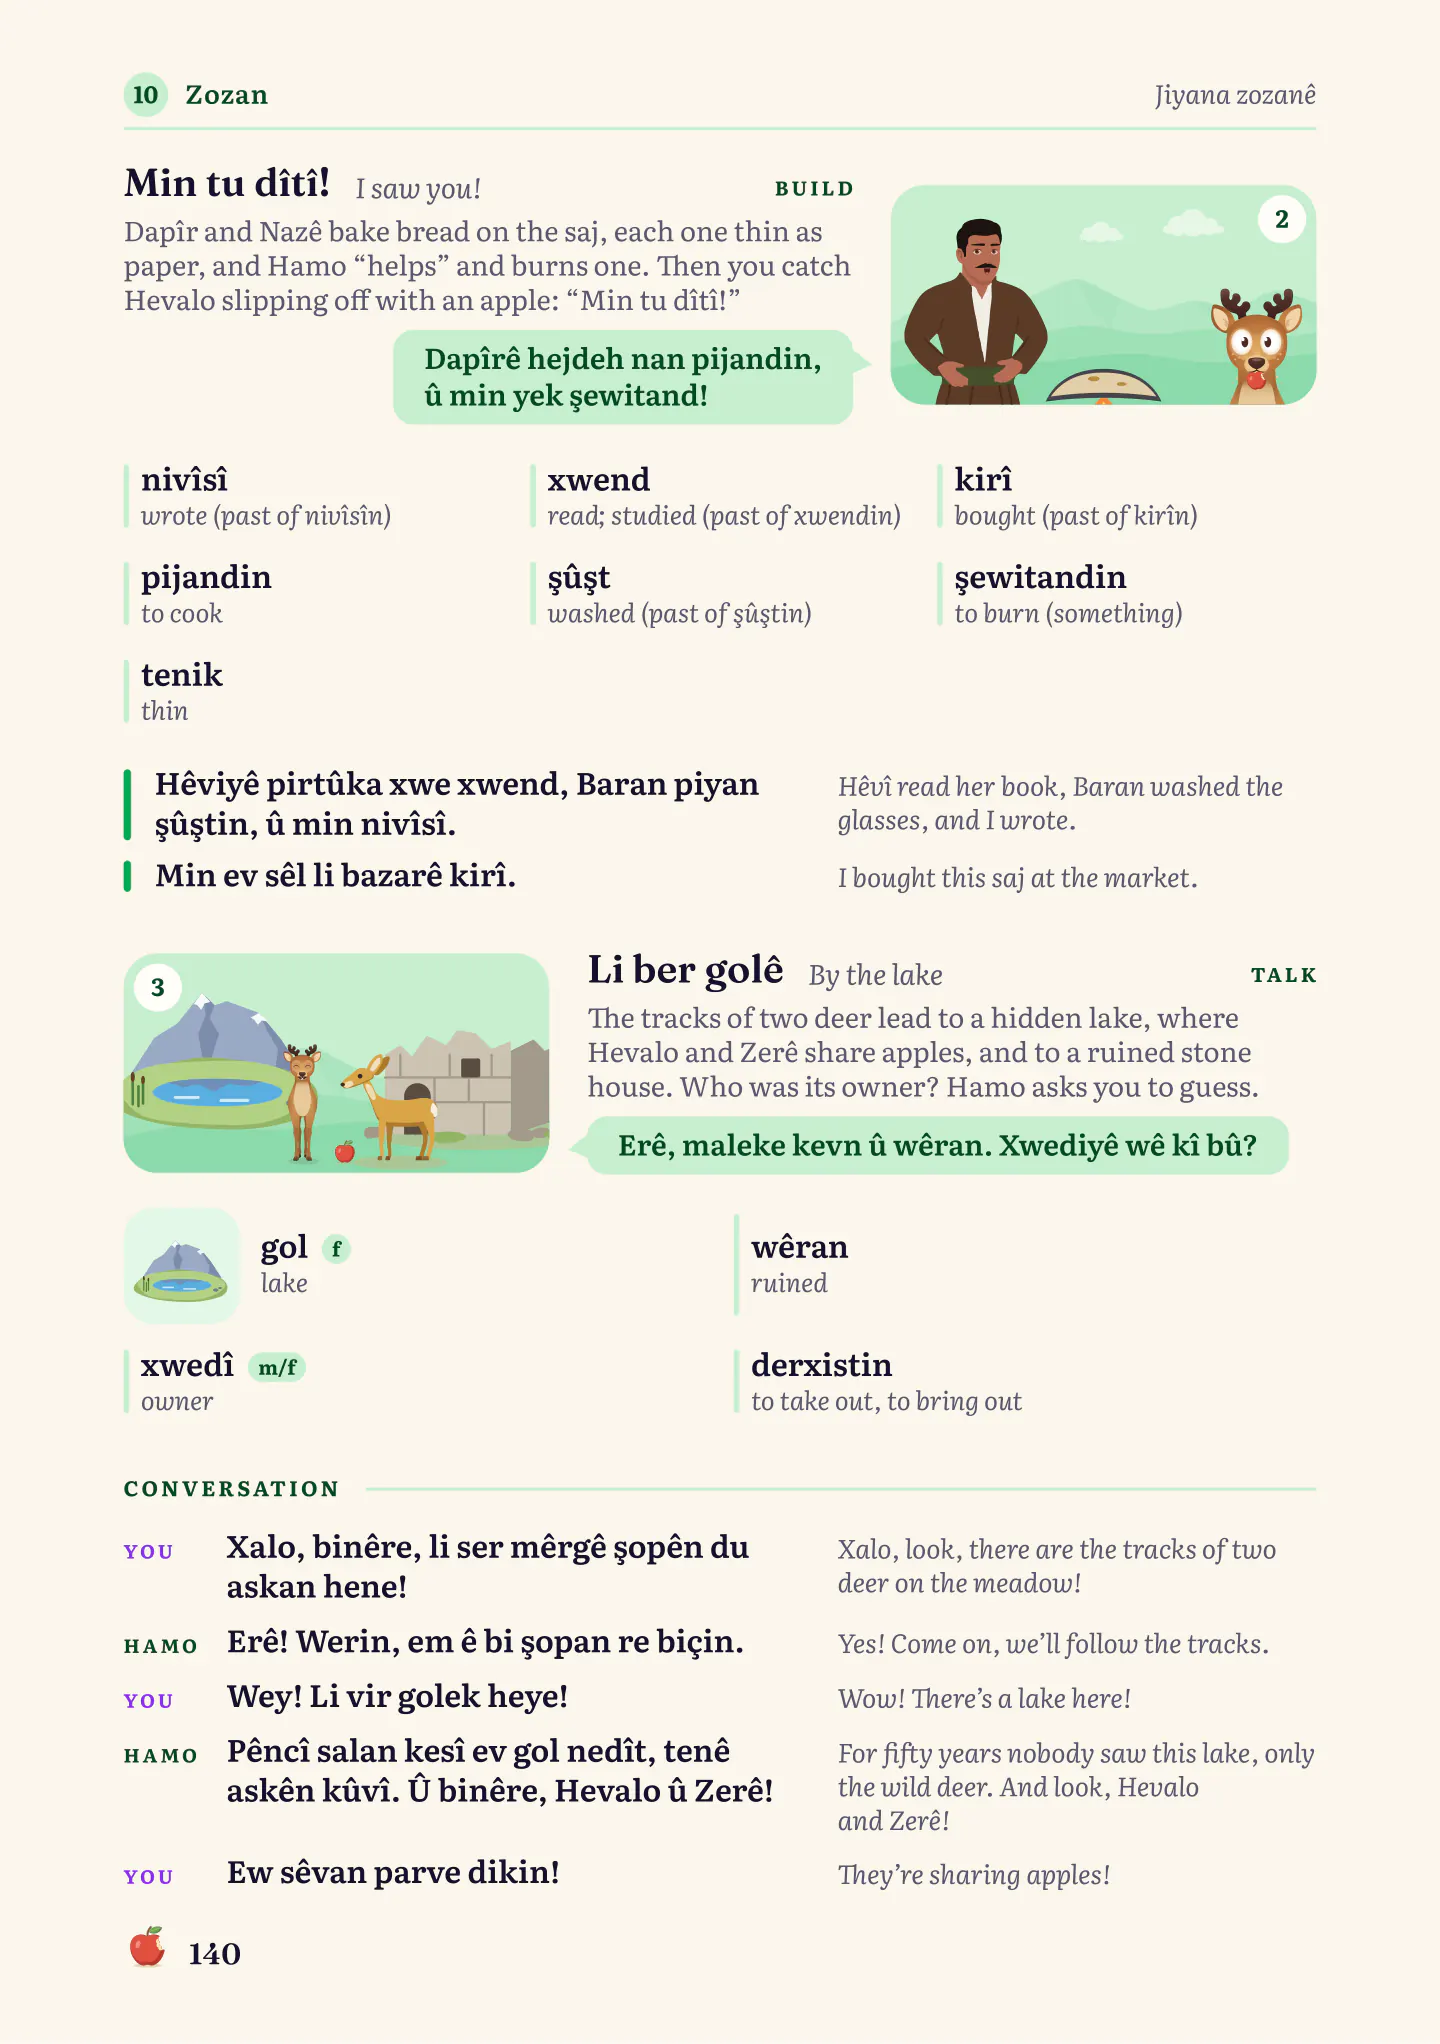 10 Zozan
Jiyana zozanê
Min tu dîtî! I saw you!
BUILD
Dapîr and Nazê bake bread on the saj, each one thin as
paper, and Hamo “helps” and burns one. Then you catch
Hevalo slipping off with an apple: “Min tu dîtî!”
Dapîrê hejdeh nan pijandin,
û min yek şewitand!
2
nivîsî
wrote (past of nivîsîn)
xwend
read; studied (past of xwendin)
kirî
bought (past of kirîn)
pijandin
to cook
şûşt
washed (past of şûştin)
şewitandin
to burn (something)
tenik
thin
Hêviyê pirtûka xwe xwend, Baran piyan
şûştin, û min nivîsî.
Hêvî read her book, Baran washed the
glasses, and I wrote.
Min ev sêl li bazarê kirî.
I bought this saj at the market.
3
Li ber golê By the lake
TALK
The tracks of two deer lead to a hidden lake, where
Hevalo and Zerê share apples, and to a ruined stone
house. Who was its owner? Hamo asks you to guess.
Erê, maleke kevn û wêran. Xwediyê wê kî bû?
gol f
lake
wêran
ruined
xwedî m/f
owner
derxistin
to take out, to bring out
CONVERSATION
YOU
Xalo, binêre, li ser mêrgê şopên du
askan hene!
Xalo, look, there are the tracks of two
deer on the meadow!
HAMO
Erê! Werin, em ê bi şopan re biçin.
Yes! Come on, we’ll follow the tracks.
YOU
Wey! Li vir golek heye!
Wow! There’s a lake here!
HAMO
Pêncî salan kesî ev gol nedît, tenê
askên kûvî. Û binêre, Hevalo û Zerê!
For fifty years nobody saw this lake, only
the wild deer. And look, Hevalo
and Zerê!
YOU
Ew sêvan parve dikin!
They’re sharing apples!
140